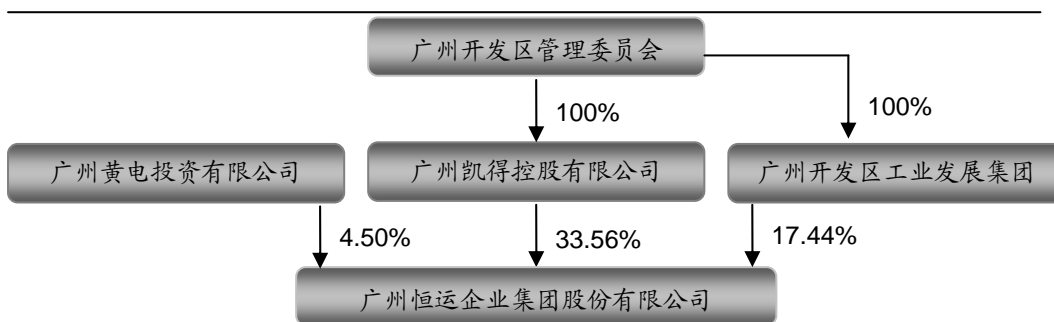 广州开发区管理委员会
100%
100%
广州黄电投资有限公司
广州凯得控股有限公司
广州开发区工业发展集团
4.50%
33.56%
17.44%
广州恒运企业集团股份有限公司